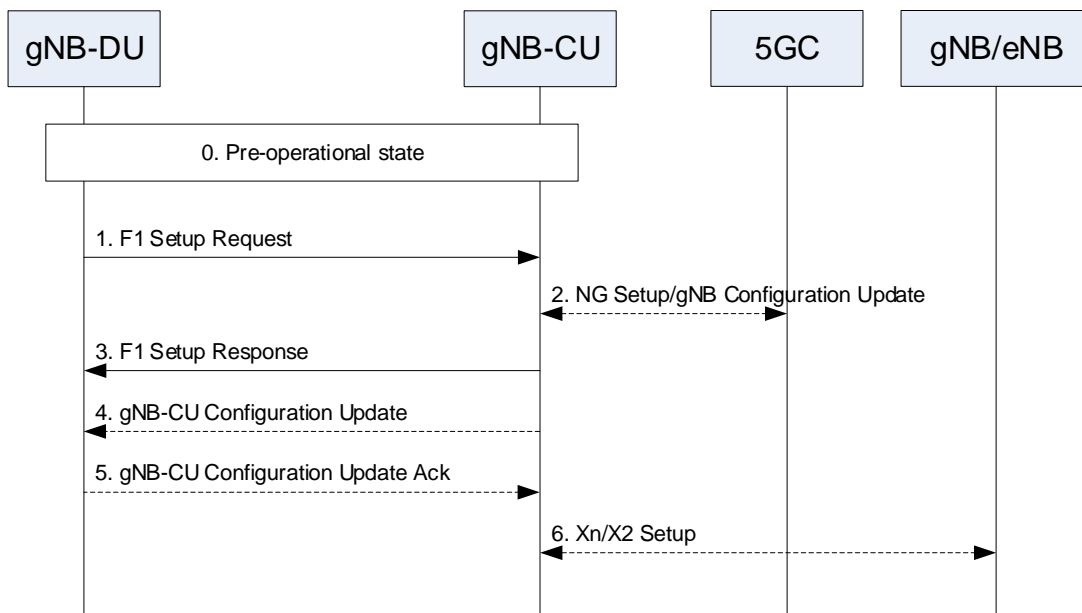 gNB-DU
gNB-CU
5GC
gNB/eNB
0. Pre-operational state
1. F1 Setup Request
2. NG Setup/gNB Configuration Update
3. F1 Setup Response
4. gNB-CU Configuration Update
5. gNB-CU Configuration Update Ack
6. Xn/X2 Setup